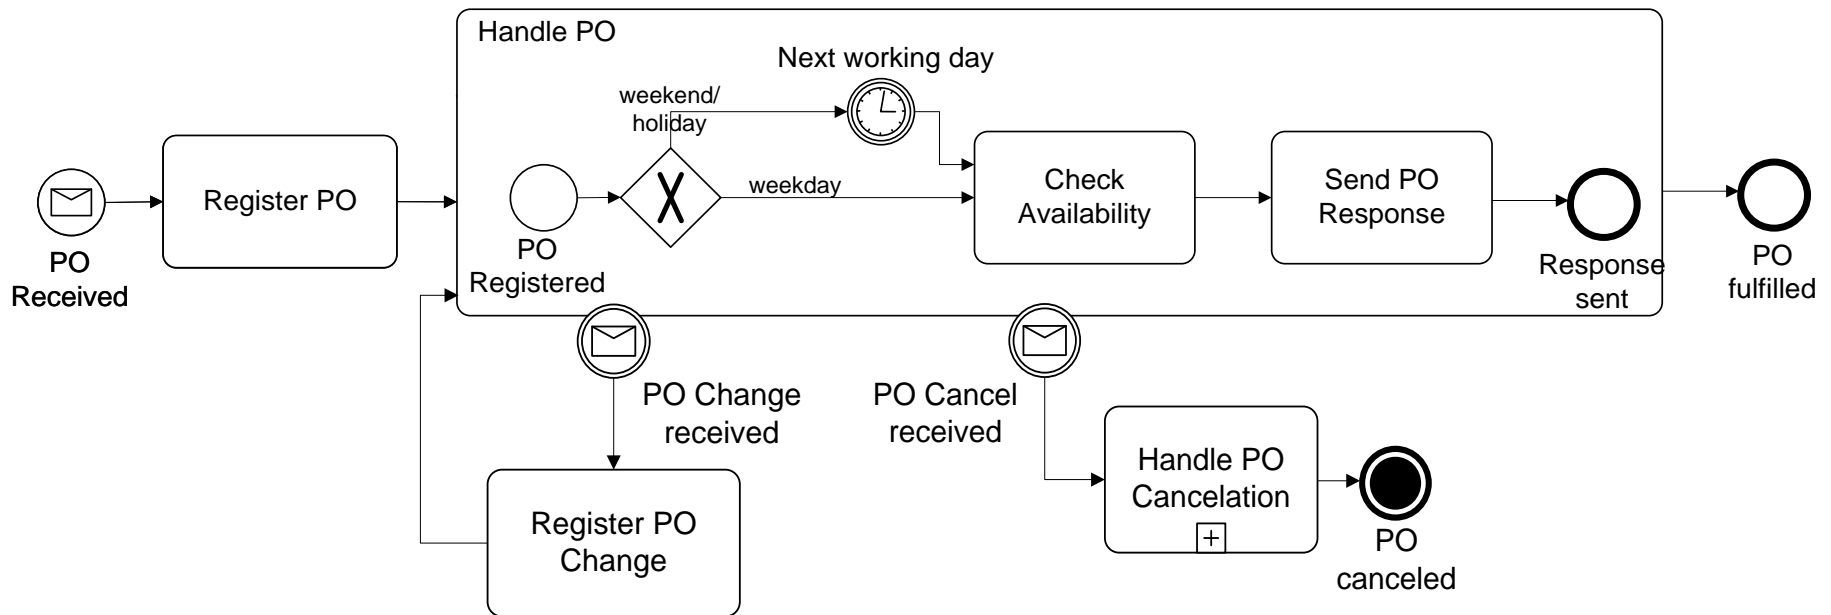 Handle PO
Next working day
weekend/
holiday
PO
Received
Register PO
PO
Registered
weekday
Check
Availability
Send PO
Response
Response
sent
PO
fulfilled
PO Change
received
PO Cancel
received
Register PO
Change
Handle PO
Cancelation
PO
canceled